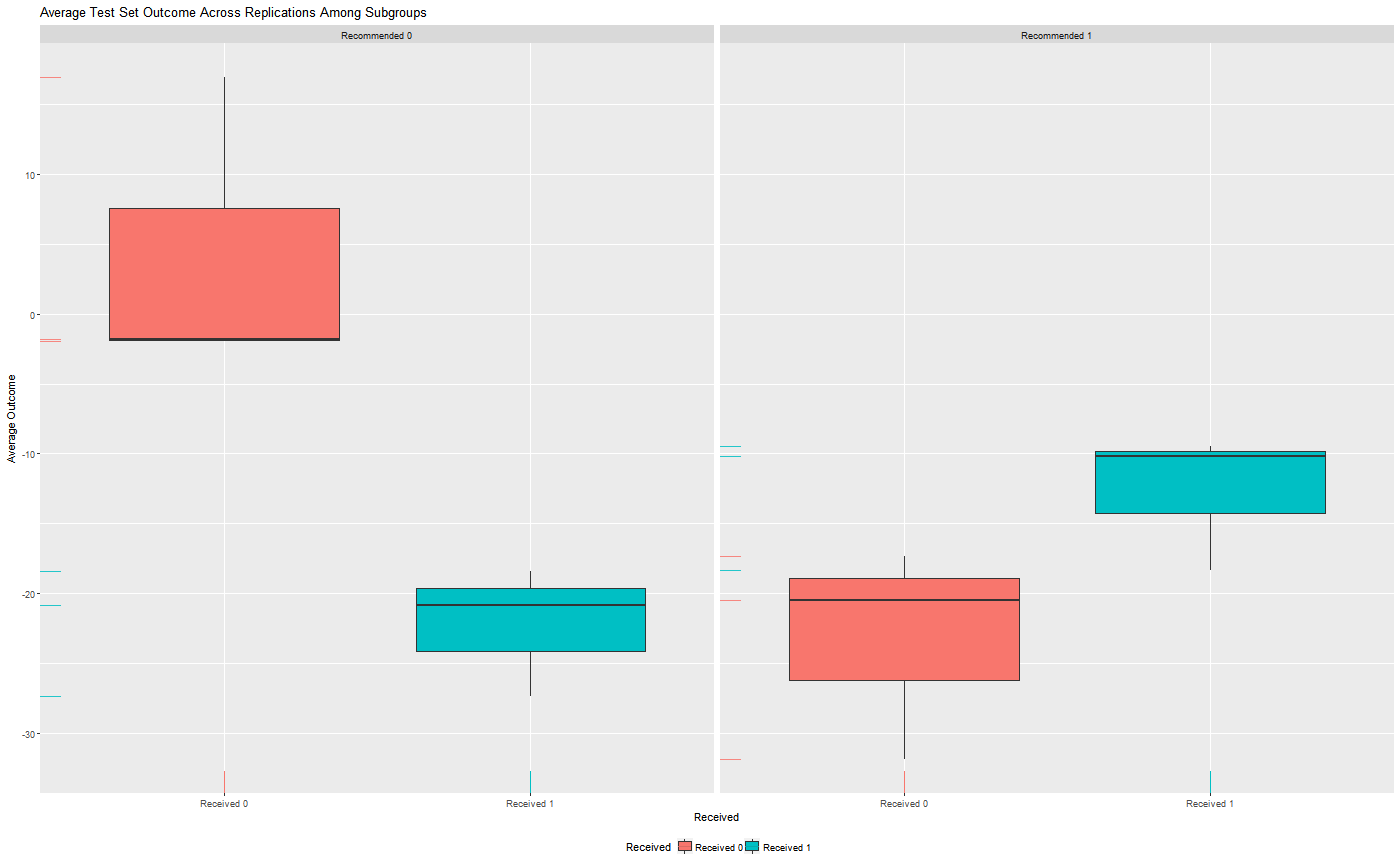 Average Test Set Outcome Across Replications Among Subgroups
Recommended 0
Recommended 1
Average Outcome
10
0
-10
-20
-30
Received 0
Received 1
Received 0
Received 1
Received
Received
Received 0
Received 1